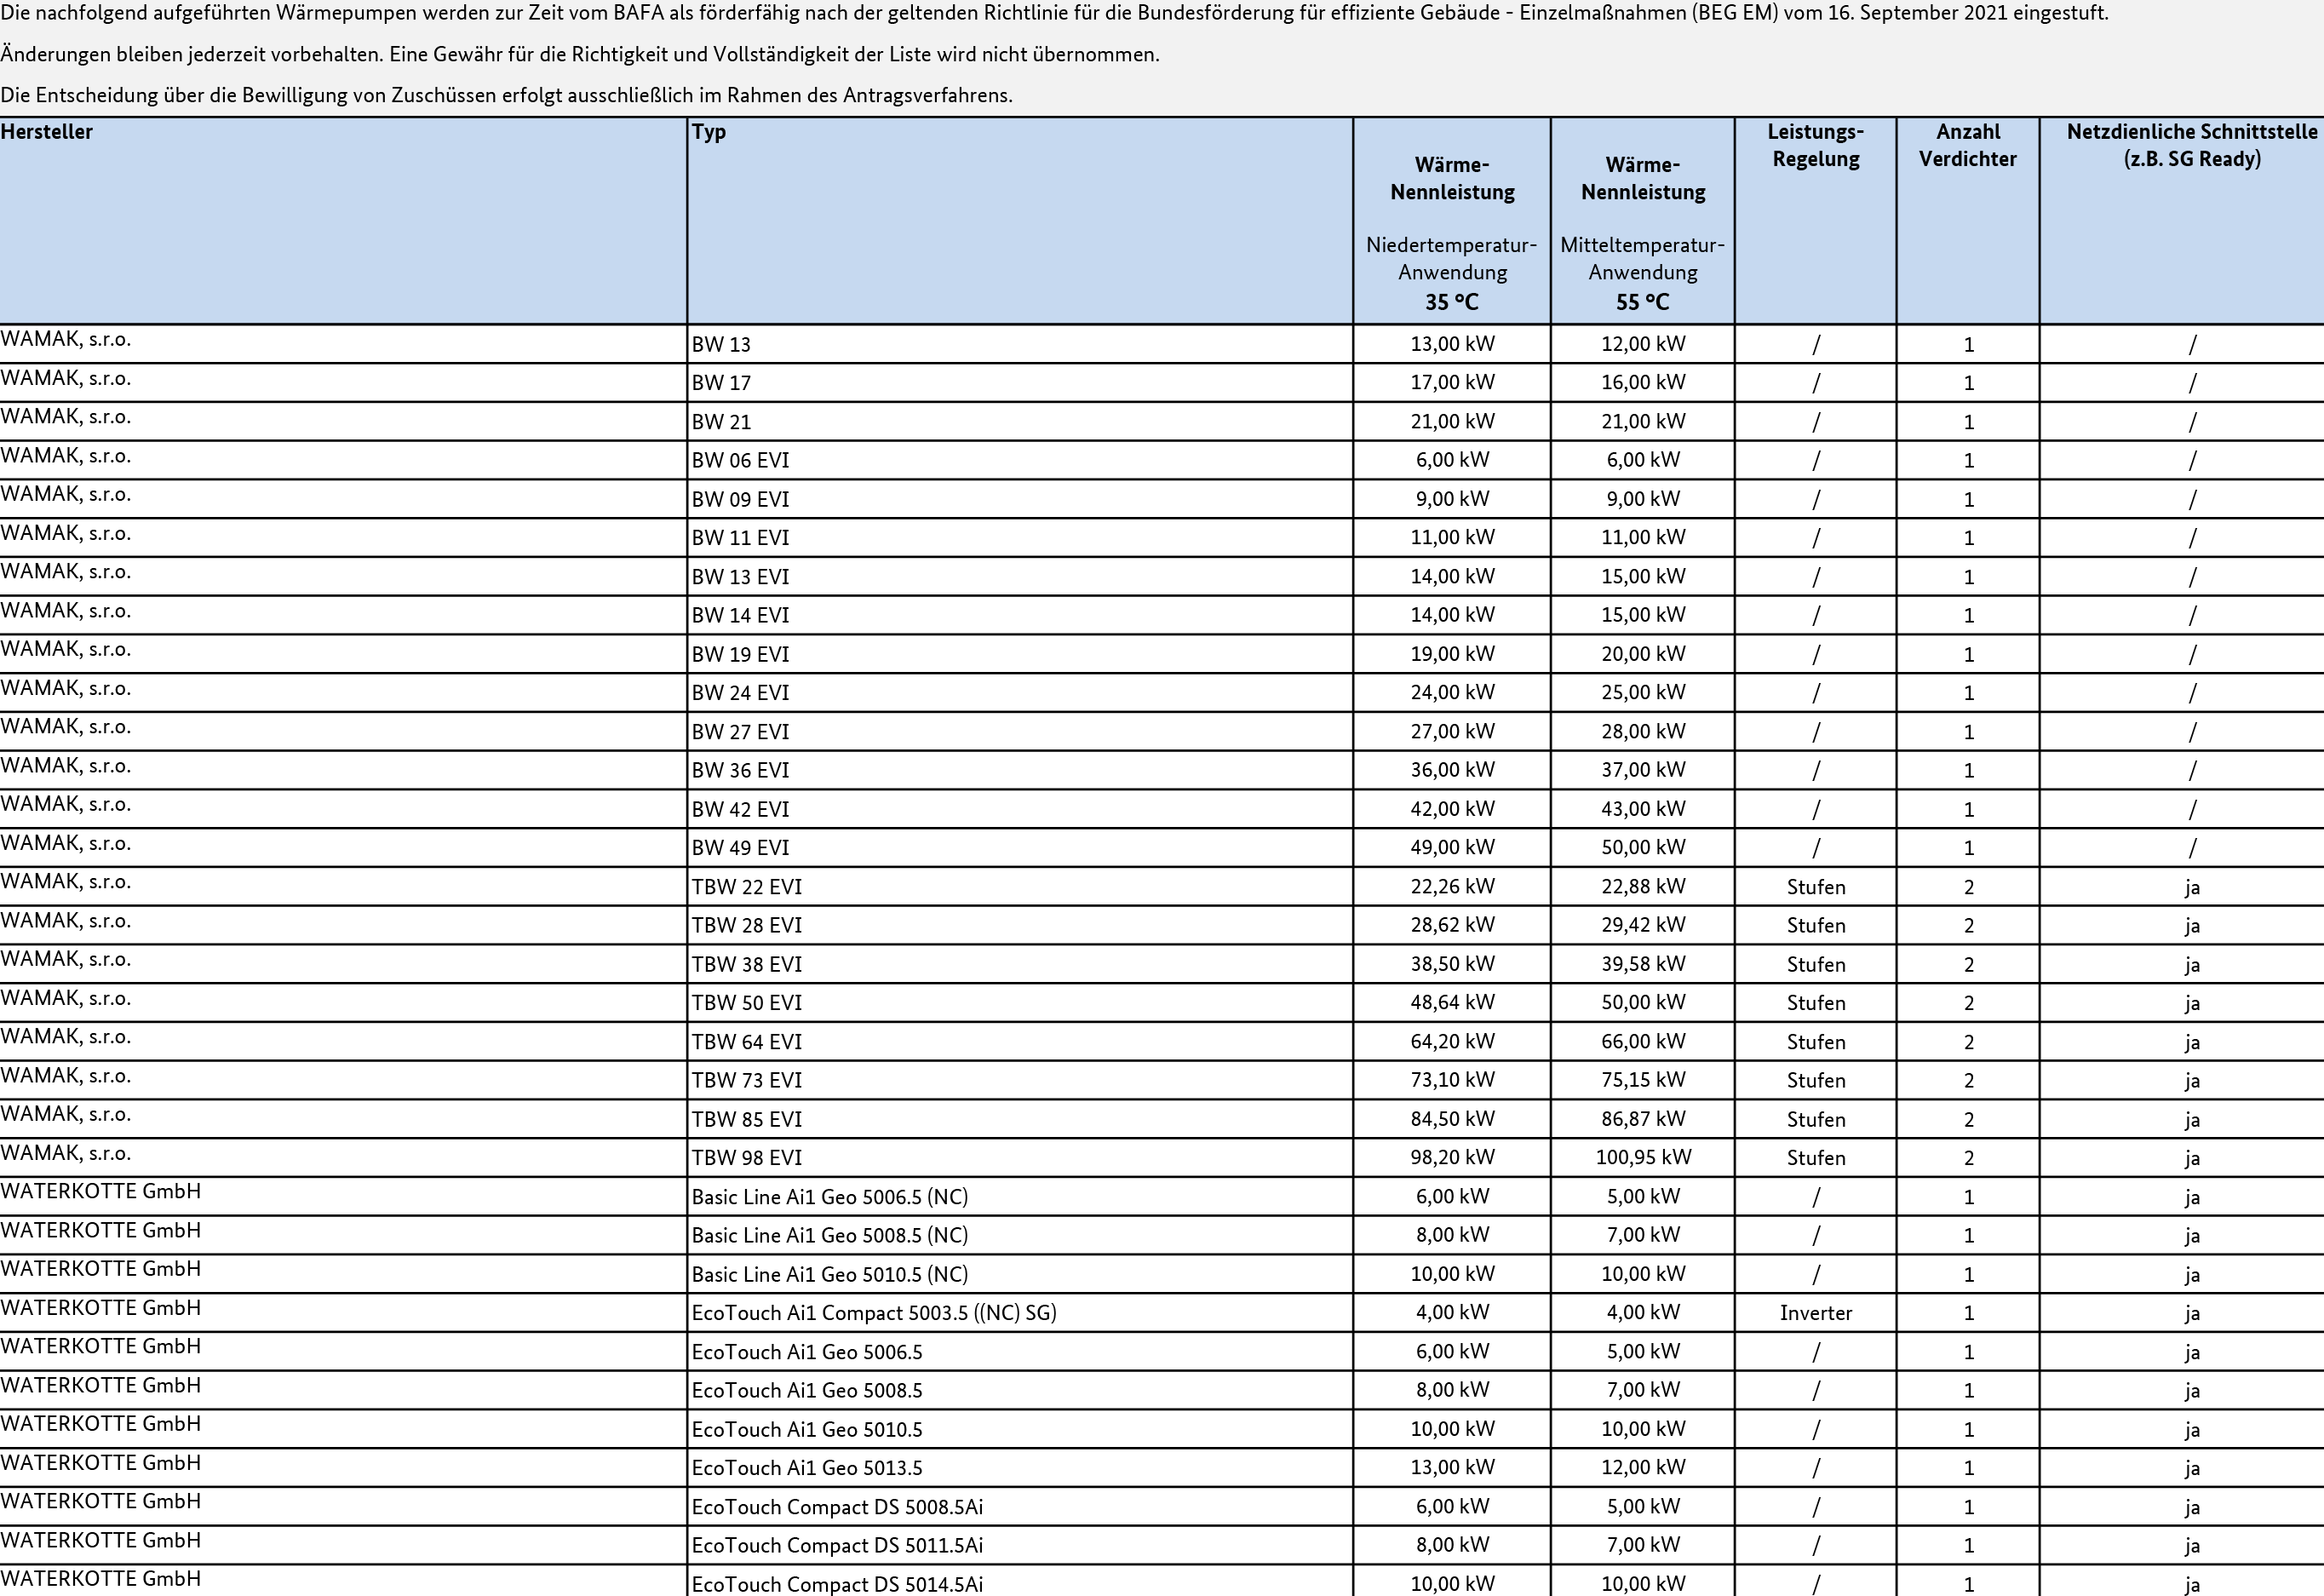 Die nachfolgend aufgeführten Wärmepumpen werden zur Zeit vom BAFA als förderfähig nach der geltenden Richtlinie für die Bundesförderung für effiziente Gebäude - Einzelmaßnahmen (BEG EM) vom 16. September 2021 eingestuft.
Änderungen bleiben jederzeit vorbehalten. Eine Gewähr für die Richtigkeit und Vollständigkeit der Liste wird nicht übernommen.
Die Entscheidung über die Bewilligung von Zuschüssen erfolgt ausschließlich im Rahmen des Antragsverfahrens.
Hersteller Typ Wärme-Nennleistung Niedertemperatur-Anwendung 35 °C Wärme-Nennleistung Mitteltemperatur-Anwendung 55 °C Leistungs-Regelung Anzahl Verdichter Netzdienliche Schnittstelle (z.B. SG Ready)
WAMAK, s.r.o. BW 13 13,00 kW 12,00 kW / 1 /
WAMAK, s.r.o. BW 17 17,00 kW 16,00 kW / 1 /
WAMAK, s.r.o. BW 21 21,00 kW 21,00 kW / 1 /
WAMAK, s.r.o. BW 06 EVI 6,00 kW 6,00 kW / 1 /
WAMAK, s.r.o. BW 09 EVI 9,00 kW 9,00 kW / 1 /
WAMAK, s.r.o. BW 11 EVI 11,00 kW 11,00 kW / 1 /
WAMAK, s.r.o. BW 13 EVI 14,00 kW 15,00 kW / 1 /
WAMAK, s.r.o. BW 14 EVI 14,00 kW 15,00 kW / 1 /
WAMAK, s.r.o. BW 19 EVI 19,00 kW 20,00 kW / 1 /
WAMAK, s.r.o. BW 24 EVI 24,00 kW 25,00 kW / 1 /
WAMAK, s.r.o. BW 27 EVI 27,00 kW 28,00 kW / 1 /
WAMAK, s.r.o. BW 36 EVI 36,00 kW 37,00 kW / 1 /
WAMAK, s.r.o. BW 42 EVI 42,00 kW 43,00 kW / 1 /
WAMAK, s.r.o. BW 49 EVI 49,00 kW 50,00 kW / 1 /
WAMAK, s.r.o. TBW 22 EVI 22,26 kW 22,88 kW Stufen 2 ja
WAMAK, s.r.o. TBW 28 EVI 28,62 kW 29,42 kW Stufen 2 ja
WAMAK, s.r.o. TBW 38 EVI 38,50 kW 39,58 kW Stufen 2 ja
WAMAK, s.r.o. TBW 50 EVI 48,64 kW 50,00 kW Stufen 2 ja
WAMAK, s.r.o. TBW 64 EVI 64,20 kW 66,00 kW Stufen 2 ja
WAMAK, s.r.o. TBW 73 EVI 73,10 kW 75,15 kW Stufen 2 ja
WAMAK, s.r.o. TBW 85 EVI 84,50 kW 86,87 kW Stufen 2 ja
WAMAK, s.r.o. TBW 98 EVI 98,20 kW 100,95 kW Stufen 2 ja
WATERKOTTE GmbH Basic Line Ai1 Geo 5006.5 (NC) 6,00 kW 5,00 kW / 1 ja
WATERKOTTE GmbH Basic Line Ai1 Geo 5008.5 (NC) 8,00 kW 7,00 kW / 1 ja
WATERKOTTE GmbH Basic Line Ai1 Geo 5010.5 (NC) 10,00 kW 10,00 kW / 1 ja
WATERKOTTE GmbH EcoTouch Ai1 Compact 5003.5 ((NC) SG) 4,00 kW 4,00 kW Inverter 1 ja
WATERKOTTE GmbH EcoTouch Ai1 Geo 5006.5 6,00 kW 5,00 kW / 1 ja
WATERKOTTE GmbH EcoTouch Ai1 Geo 5008.5 8,00 kW 7,00 kW / 1 ja
WATERKOTTE GmbH EcoTouch Ai1 Geo 5010.5 10,00 kW 10,00 kW / 1 ja
WATERKOTTE GmbH EcoTouch Ai1 Geo 5013.5 13,00 kW 12,00 kW / 1 ja
WATERKOTTE GmbH EcoTouch Compact DS 5008.5Ai 6,00 kW 5,00 kW / 1 ja
WATERKOTTE GmbH EcoTouch Compact DS 5011.5Ai 8,00 kW 7,00 kW / 1 ja
WATERKOTTE GmbH EcoTouch Compact DS 5014.5Ai 10,00 kW 10,00 kW / 1 ja